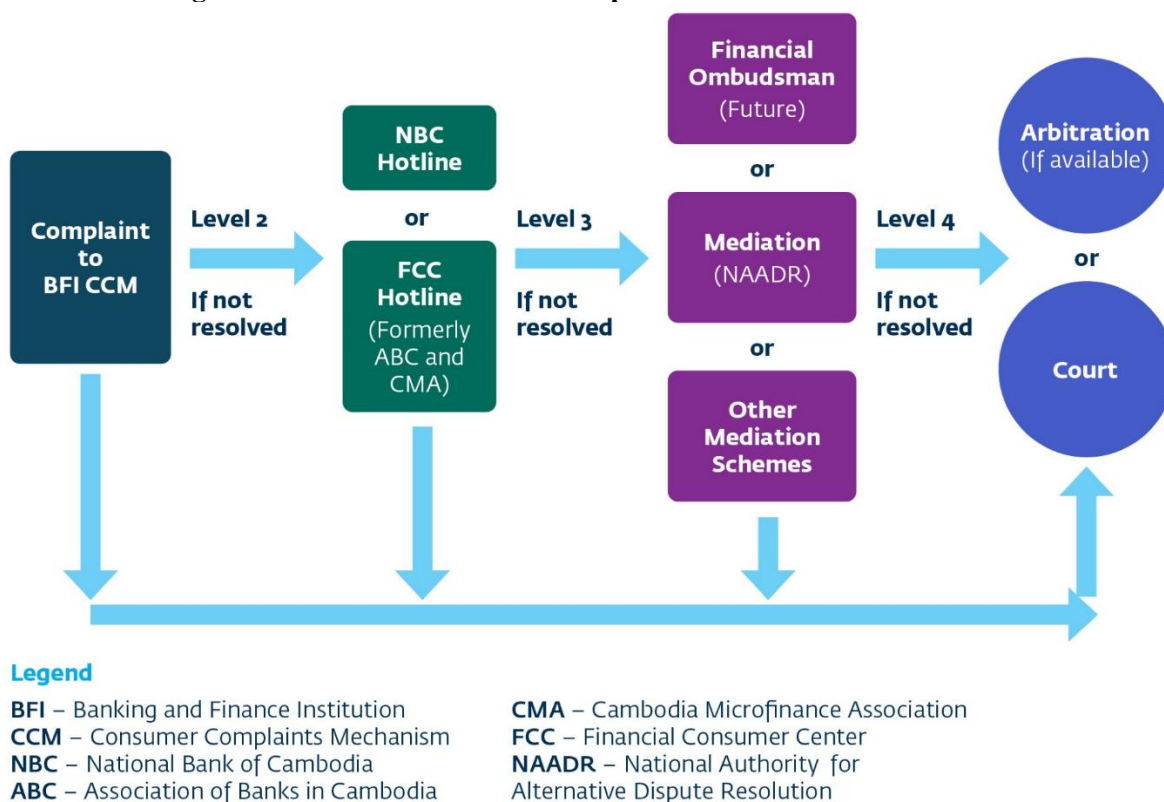 Complaint
to
BFI CCM
Level 2
If not
resolved
NBC
Hotline
or
FCC
Hotline
(Formerly
ABC and
CMA)
Level 3
If not
resolved
Financial
Ombudsman
(Future)
or
Mediation
(NAADR)
or
Other
Mediation
Schemes
Level 4
If not
resolved
Arbitration
(If available)
or
Court
Legend
BFI – Banking and Finance Institution
CCM – Consumer Complaints Mechanism
NBC – National Bank of Cambodia
ABC – Association of Banks in Cambodia
CMA – Cambodia Microfinance Association
FCC – Financial Consumer Center
NAADR – National Authority for
Alternative Dispute Resolution